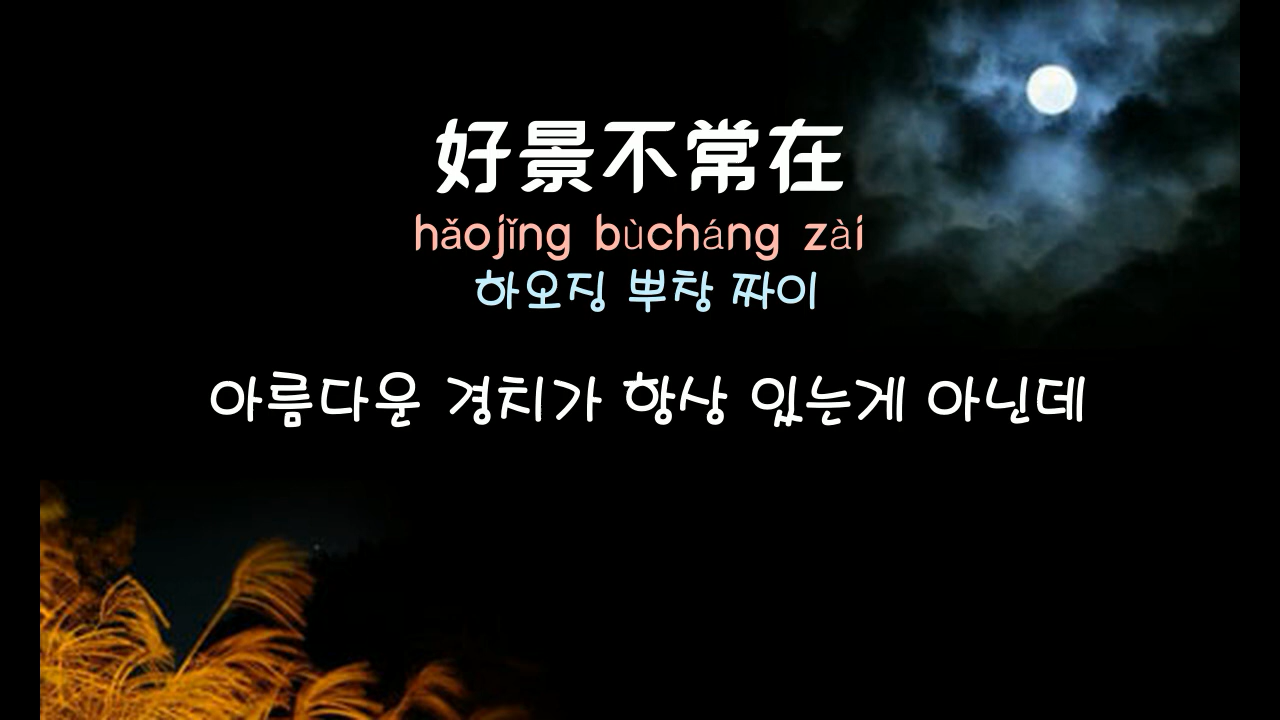 好景不常在
hǎojǐng bùcháng zài
하오징 뿌창 짜이
아름다운 경치가 항상 있는게 아닌데